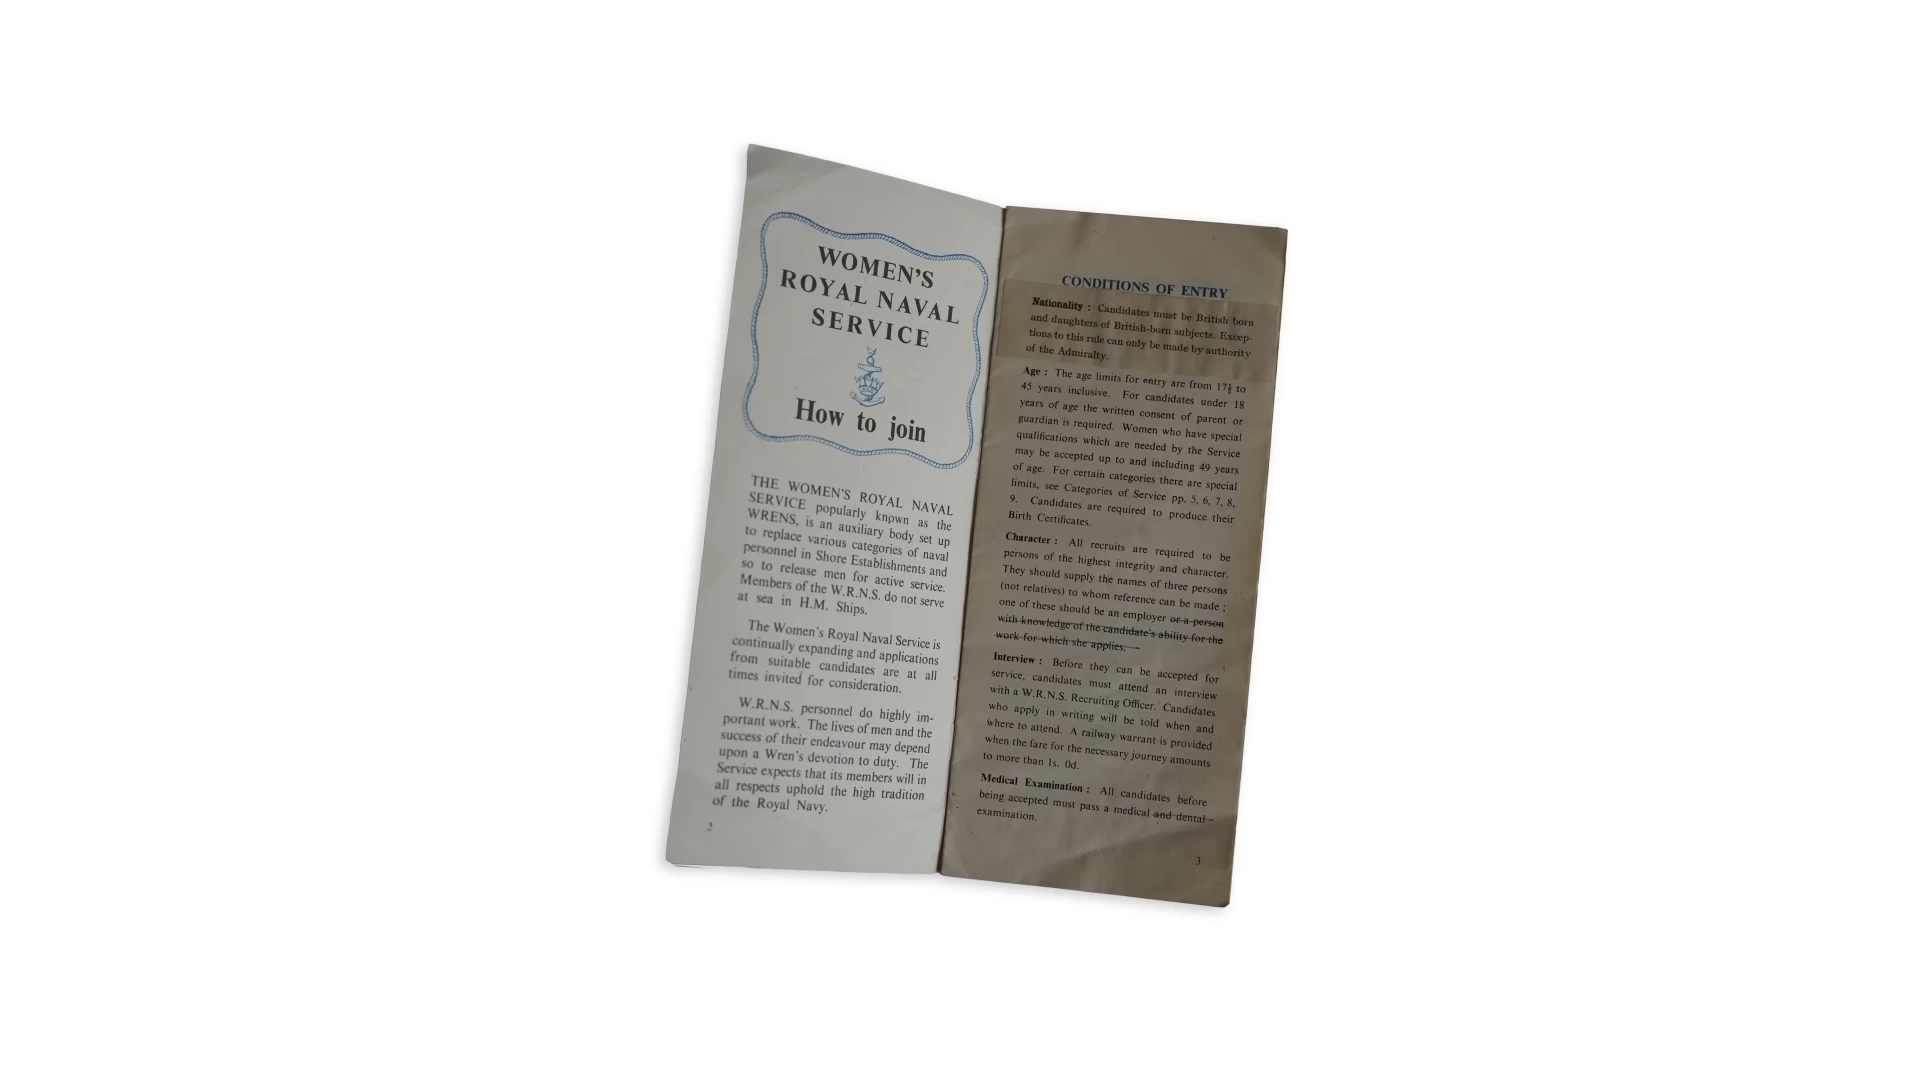 WOMEN'S
ROYAL NAVAL
SERVICE
How to join
THE WOMEN'S ROYAL NAVAL
SERVICE popularly known as the
WRENS, is an auxiliary body set up
to replace various categories of naval
personnel in Shore Establishments and
so to release men for active service.
Members of the W.R.N.S. do not serve
at sea in H.M. Ships.
The Women's Royal Naval Service is
continually expanding and applications
from suitable candidates are at all
times invited for consideration.
W.R.N.S. personnel do highly im-
portant work. The lives of men and the
success of their endeavour may depend
upon a Wren's devotion to duty. The
Service expects that its members will in
all respects uphold the high tradition
of the Royal Navy.
2
CONDITIONS OF ENTRY
Nationality : Candidates must be British born
and daughters of British-born subjects. Excep-
tions to this rule can only be made by authority
of the Admiralty.
Age : The age limits for entry are from 17½ to
45 years inclusive. For candidates under 18
years of age the written consent of parent or
guardian is required. Women who have special
qualifications which are needed by the Service
may be accepted up to and including 49 years
of age. For certain categories there are special
limits, see Categories of Service pp. 5, 6, 7, 8,
9. Candidates are required to produce their
Birth Certificates.
Character : All recruits are required to be
persons of the highest integrity and character.
They should supply the names of three persons
(not relatives) to whom reference can be made ;
one of these should be an employer or a person
with knowledge of the candidate's ability for the
work for which she applies.
Interview : Before they can be accepted for
service, candidates must attend an interview
with a W.R.N.S. Recruiting Officer. Candidates
who apply in writing will be told when and
where to attend. A railway warrant is provided
when the fare for the necessary journey amounts
to more than 1s. 0d.
Medical Examination : All candidates before
being accepted must pass a medical and dental
examination.
3